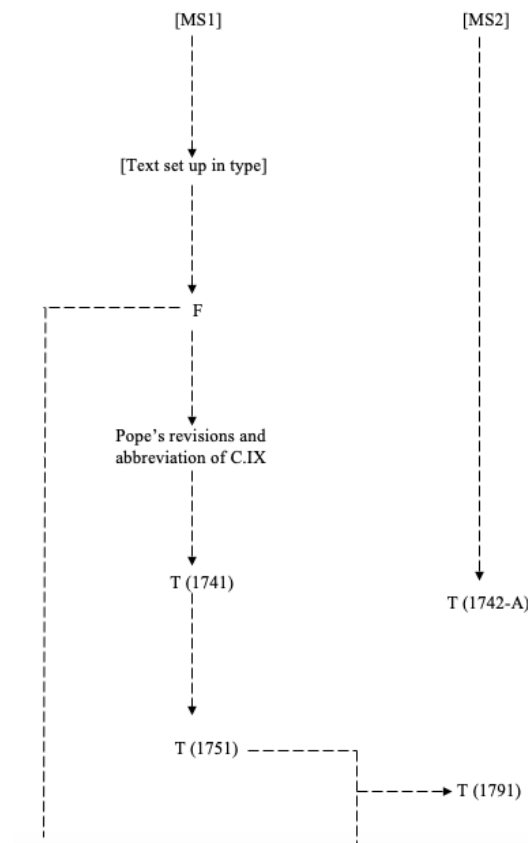 [MS1]
[MS2]
[Text set up in type]
F
Pope’s revisions and
abbreviation of C.IX
T (1741)
T (1742-A)
T (1751)
T (1791)